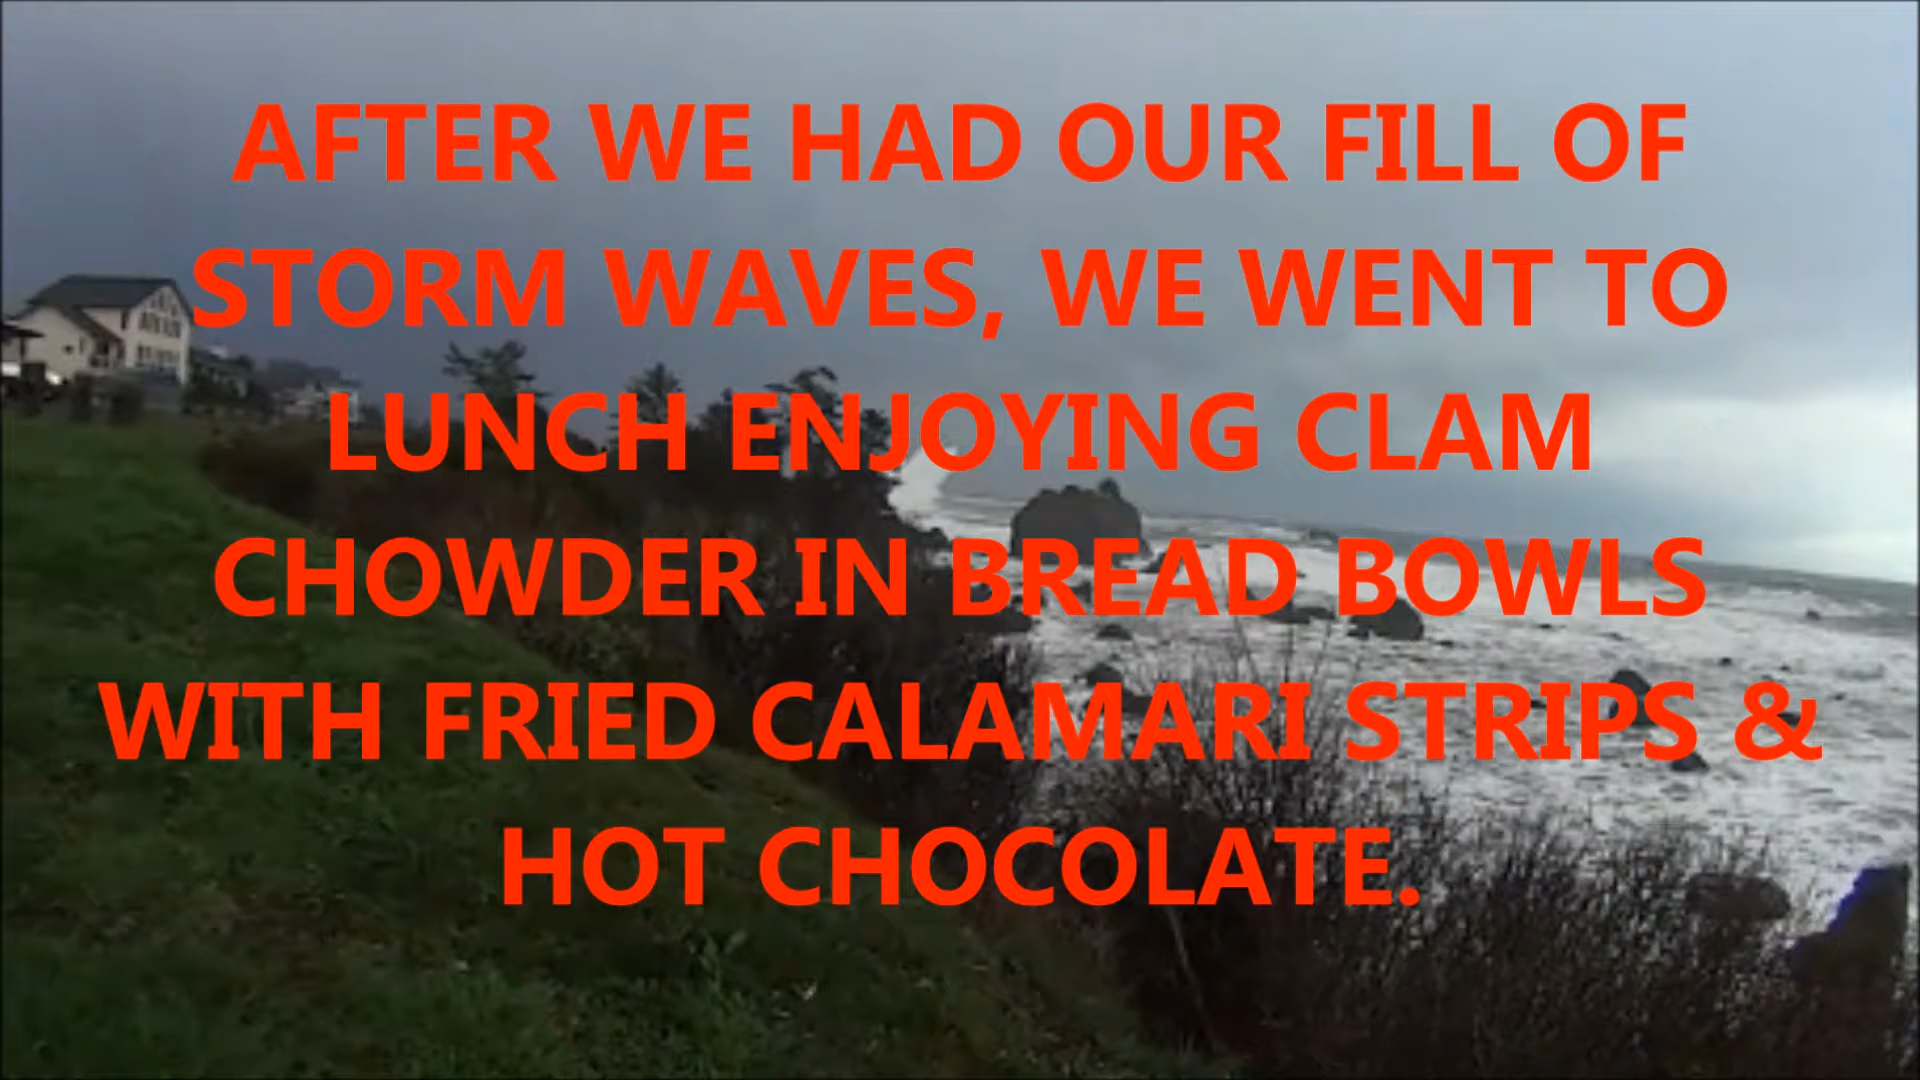 AFTER WE HAD OUR FILL OF
STORM WAVES, WE WENT TO
LUNCH ENJOYING CLAM
CHOWDER IN BREAD BOWLS
WITH FRIED CALAMARI STRIPS &
HOT CHOCOLATE.